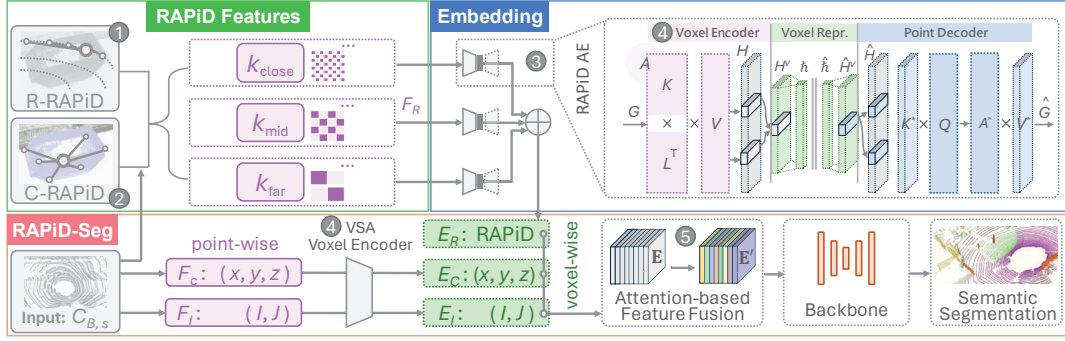 RAPiD Features
Embedding
1
R-RAPiD
C-RAPiD
2
k_close
...
k_mid
...
k_far
...
F_R
3
RAPiD AE
4 Voxel Encoder
Voxel Repr.
Point Decoder
A
K
×
L^T
G
×
V
H
H^v
ħ
ħ̂
Ĥ^v
Ĥ
K* × Q
A* × V*
Ĝ
RAPiD-Seg
Input: C_{B,s}
point-wise
F_c: (x, y, z)
F_I: (I, J)
4 VSA
Voxel Encoder
E_R: RAPiD
E_C: (x, y, z)
E_I: (I, J)
voxel-wise
E
5
E′
Attention-based
Feature Fusion
Backbone
Semantic
Segmentation